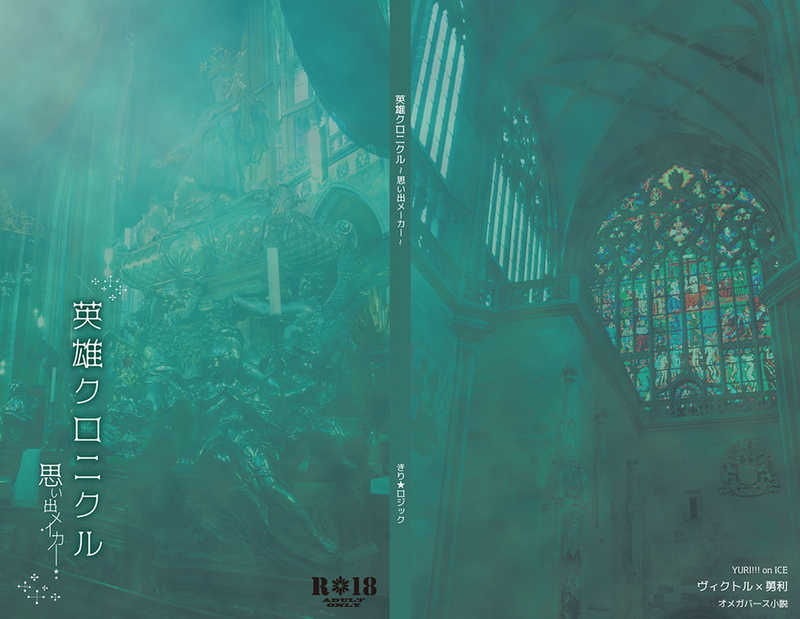 英雄クロニクル
思い出メイカー
R18
ADULT
ONLY
英雄クロニクル～思い出メーカー～
きり★ロジック
YURI!!! on ICE
ヴィクトル×勇利
オメガバース小説